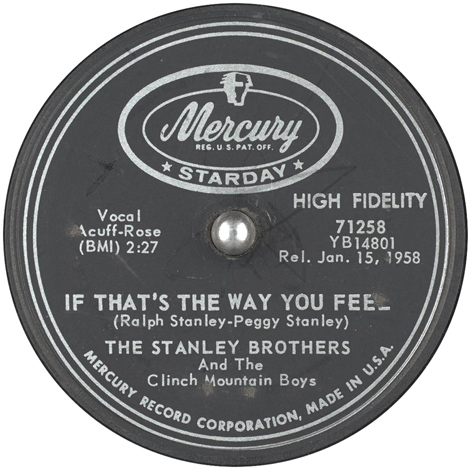 Mercury
REG. U.S. PAT. OFF.
★ STARDAY ★
HIGH FIDELITY
Vocal
Acuff-Rose
(BMI) 2:27
71258
YB14801
Rel. Jan. 15, 1958
IF THAT'S THE WAY YOU FEEL
(Ralph Stanley-Peggy Stanley)
THE STANLEY BROTHERS
And The
Clinch Mountain Boys
MERCURY RECORD CORPORATION, MADE IN U.S.A.